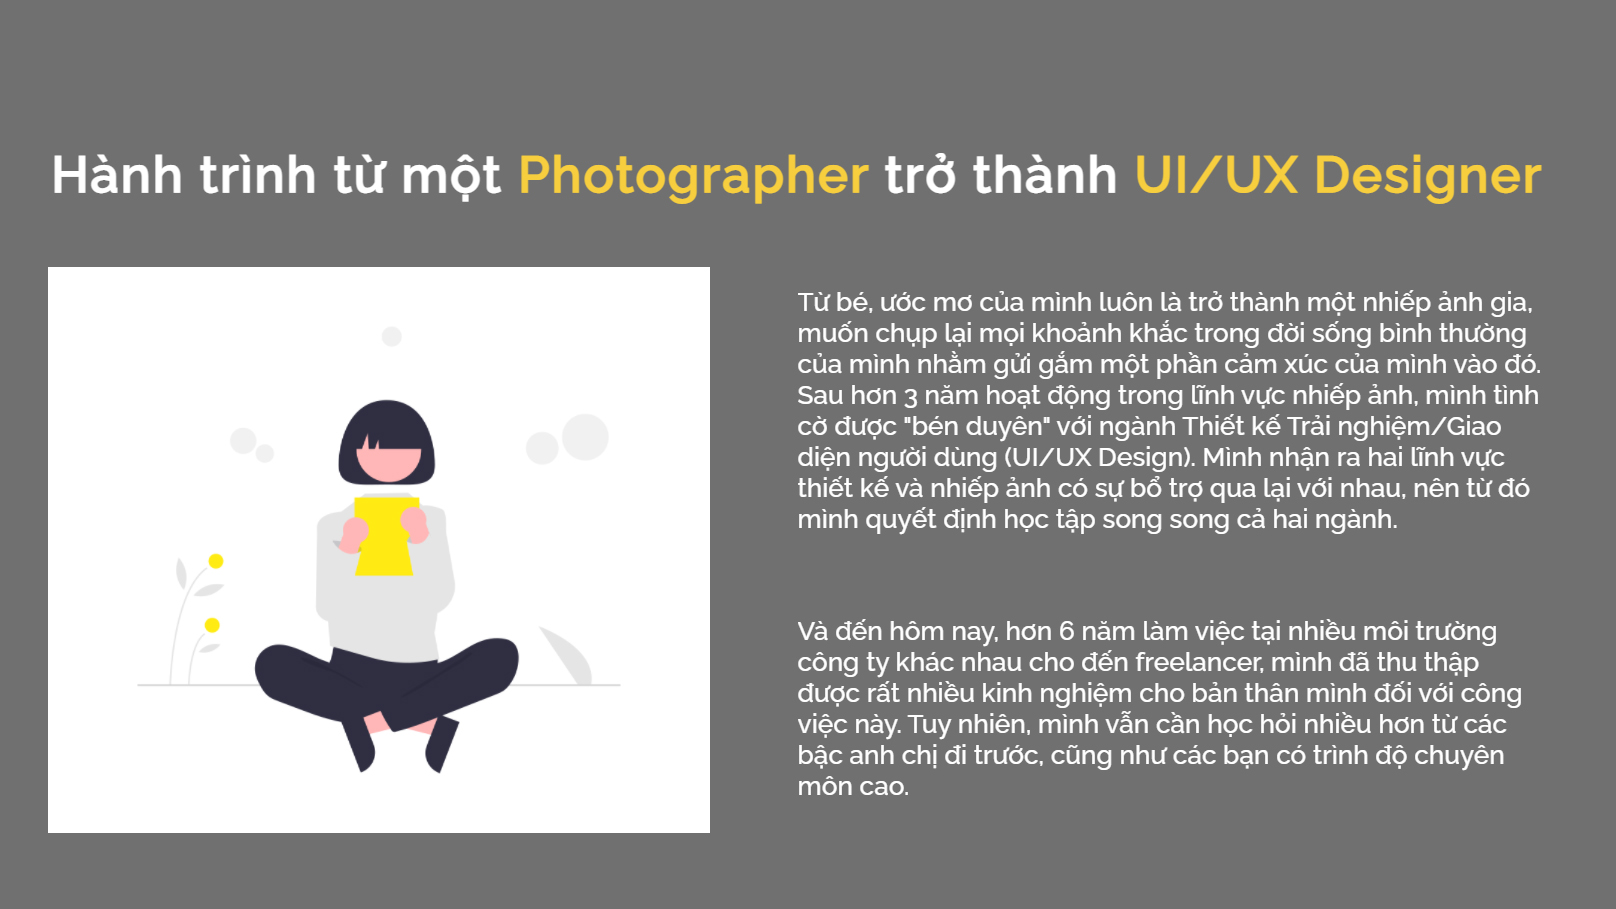 Hành trình từ một Photographer trở thành UI/UX Designer
Từ bé, ước mơ của mình luôn là trở thành một nhiếp ảnh gia,
muốn chụp lại mọi khoảnh khắc trong đời sống bình thường
của mình nhằm gửi gắm một phần cảm xúc của mình vào đó.
Sau hơn 3 năm hoạt động trong lĩnh vực nhiếp ảnh, mình tình
cờ được "bén duyên" với ngành Thiết kế Trải nghiệm/Giao
diện người dùng (UI/UX Design). Mình nhận ra hai lĩnh vực
thiết kế và nhiếp ảnh có sự bổ trợ qua lại với nhau, nên từ đó
mình quyết định học tập song song cả hai ngành.
Và đến hôm nay, hơn 6 năm làm việc tại nhiều môi trường
công ty khác nhau cho đến freelancer, mình đã thu thập
được rất nhiều kinh nghiệm cho bản thân mình đối với công
việc này. Tuy nhiên, mình vẫn cần học hỏi nhiều hơn từ các
bậc anh chị đi trước, cũng như các bạn có trình độ chuyên
môn cao.